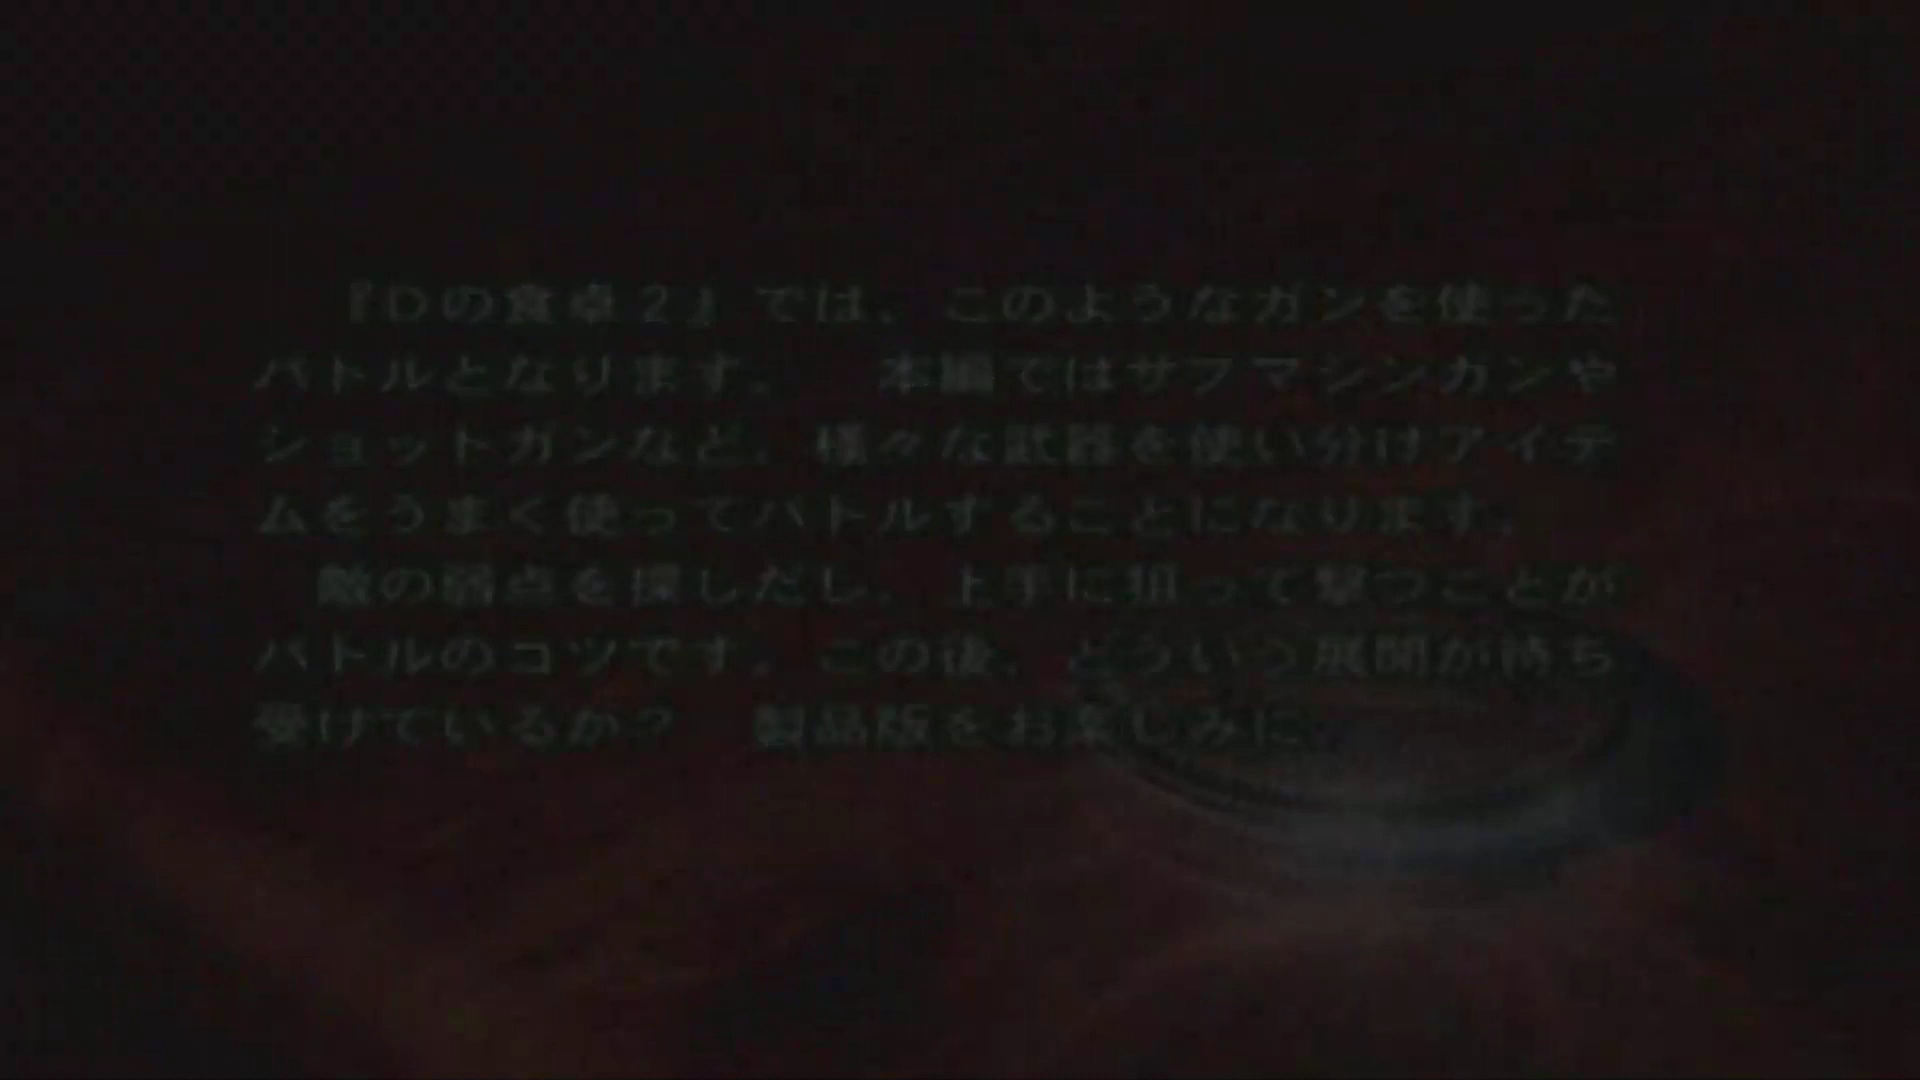 『Dの食卓2』では、このようなガンを使った
バトルとなります。　本編ではサブマシンガンや
ショットガンなど、様々な武器を使い分けアイテ
ムをうまく使ってバトルすることになります。
敵の弱点を探しだし、上手に狙って撃つことが
バトルのコツです。この後、どういう展開が待ち
受けているか？　製品版をお楽しみに